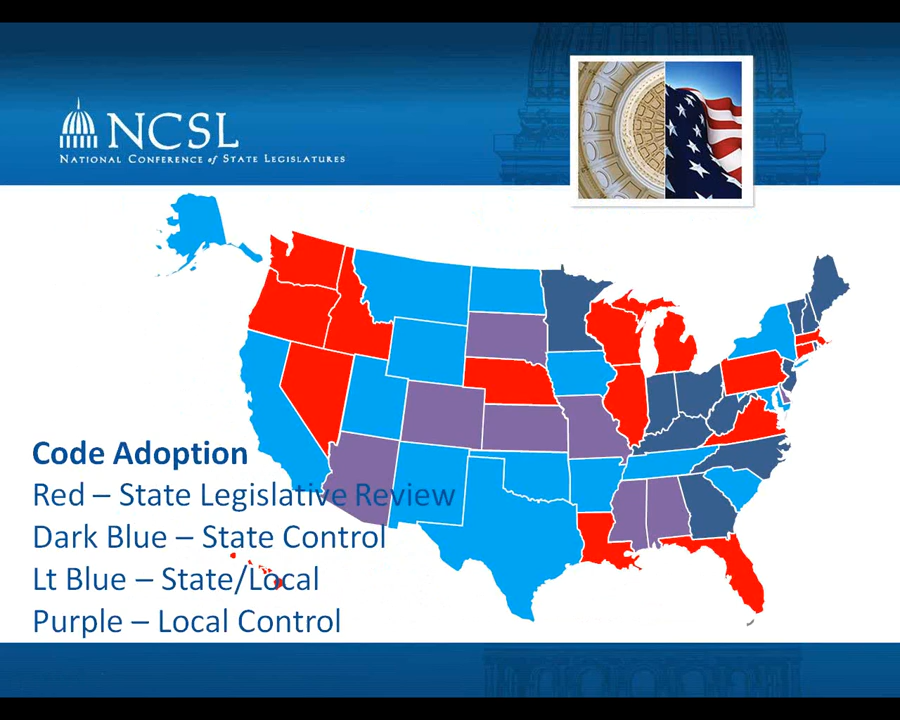 NCSL
NATIONAL CONFERENCE of STATE LEGISLATURES
Code Adoption
Red – State Legislative Review
Dark Blue – State Control
Lt Blue – State/Local
Purple – Local Control